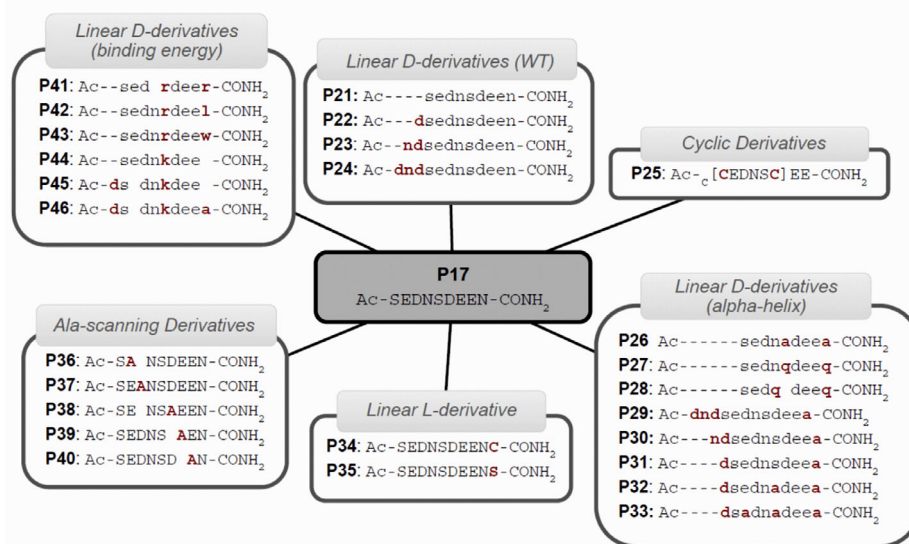 Linear D-derivatives
(binding energy)
P41: Ac--sed rdeer-CONH2
P42: Ac--sednrdeel-CONH2
P43: Ac--sednrdeew-CONH2
P44: Ac--sednkdee -CONH2
P45: Ac-ds dnkdee -CONH2
P46: Ac-ds dnkdeea-CONH2
Linear D-derivatives (WT)
P21: Ac----sednsdeen-CONH2
P22: Ac---dsednsdeen-CONH2
P23: Ac--ndsednsdeen-CONH2
P24: Ac-dndsednsdeen-CONH2
Cyclic Derivatives
P25: Ac-C[CEDNSC]EE-CONH2
P17
Ac-SEDNSDEEN-CONH2
Ala-scanning Derivatives
P36: Ac-SA NSDEEN-CONH2
P37: Ac-SEANSDEEN-CONH2
P38: Ac-SE NSAEEN-CONH2
P39: Ac-SEDNS AEN-CONH2
P40: Ac-SEDNSD AN-CONH2
Linear L-derivative
P34: Ac-SEDNSDEENC-CONH2
P35: Ac-SEDNSDEENS-CONH2
Linear D-derivatives
(alpha-helix)
P26 Ac------sednadeea-CONH2
P27: Ac------sednqdeeq-CONH2
P28: Ac------sedq deeq-CONH2
P29: Ac-dndsednsdeea-CONH2
P30: Ac---ndsednsdeea-CONH2
P31: Ac----dsednsdeea-CONH2
P32: Ac----dsednadeea-CONH2
P33: Ac----dsadnadeea-CONH2